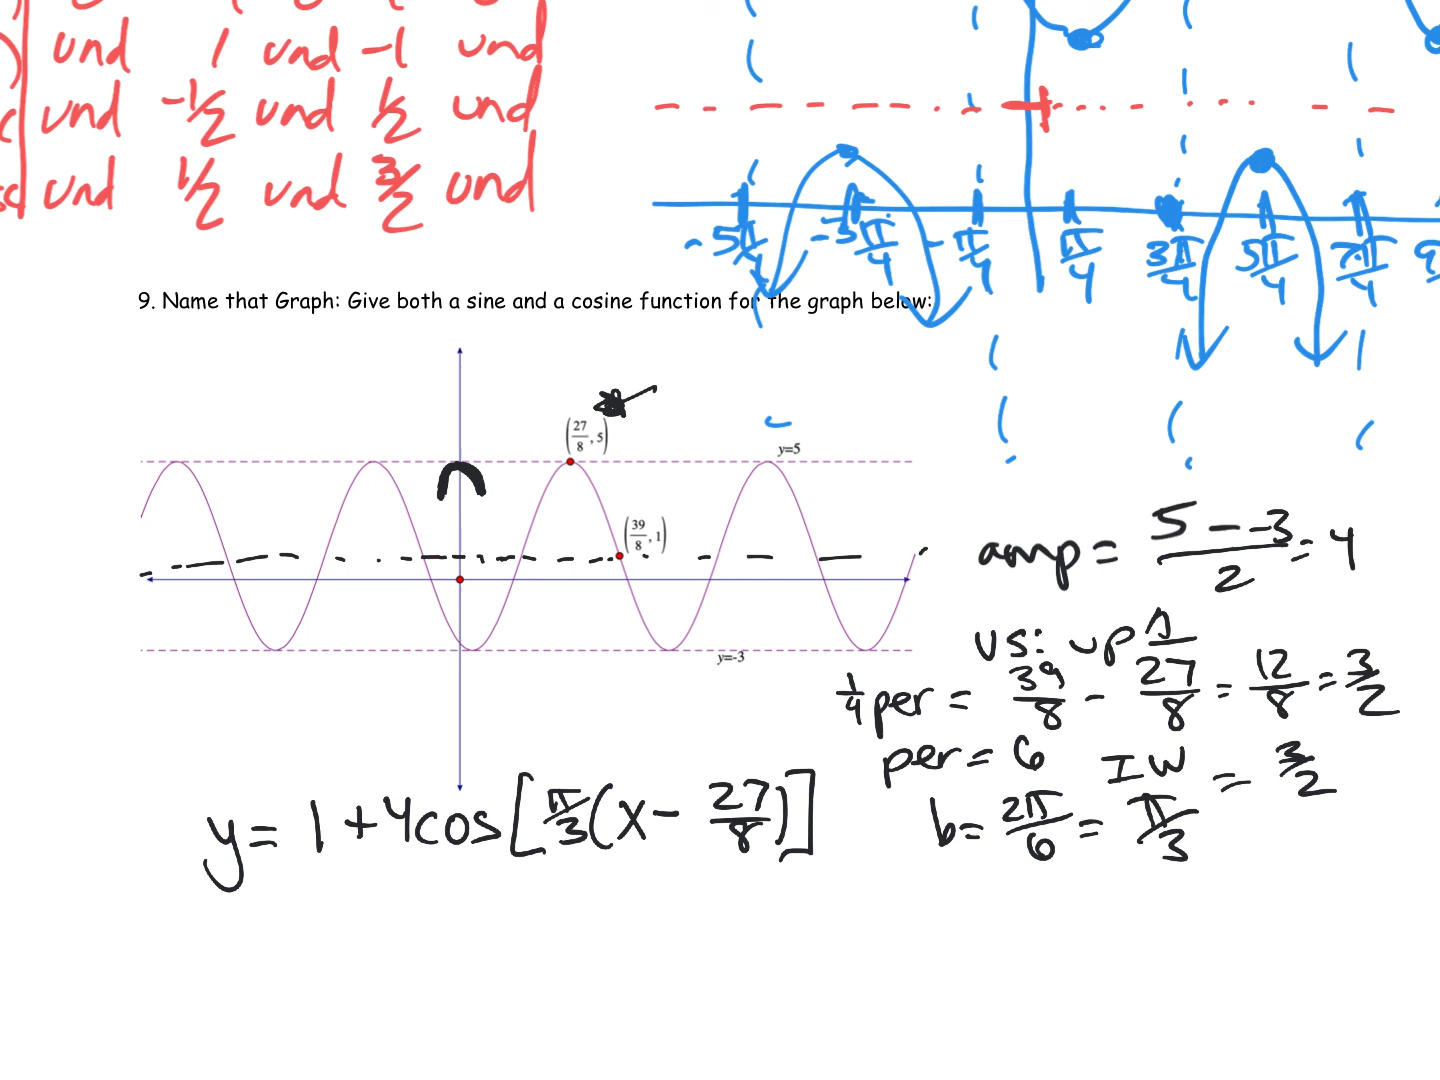 und 1 und -1 und
und -1/2 und 1/2 und
und 1/2 und 3/2 und
-5π/4 -3π/4 -π/4 π/4 3π/4 5π/4 7π/4
9. Name that Graph: Give both a sine and a cosine function for the graph below:
(27/8, 5)
y=5
(39/8, 1)
y=-3
amp = (5 - -3)/2 = 4
VS: up 1
1/4 per = 39/8 - 27/8 = 12/8 = 3/2
per = 6 IW = 3/2
b = 2π/6 = π/3
y = 1 + 4cos[π/3(x - 27/8)]